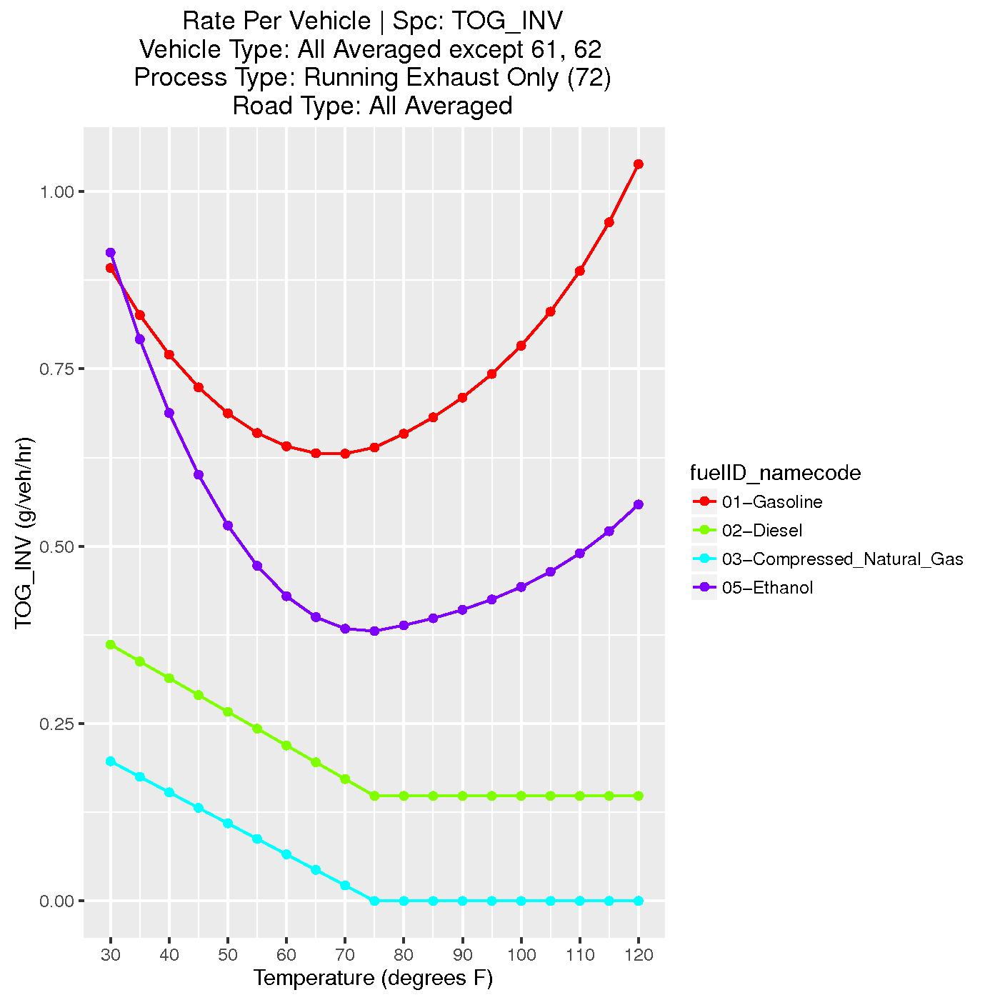 Rate Per Vehicle | Spc: TOG_INV
Vehicle Type: All Averaged except 61, 62
Process Type: Running Exhaust Only (72)
Road Type: All Averaged
1.00
0.75
0.50
0.25
0.00
TOG_INV (g/veh/hr)
30 40 50 60 70 80 90 100 110 120
Temperature (degrees F)
fuelID_namecode
01−Gasoline
02−Diesel
03−Compressed_Natural_Gas
05−Ethanol